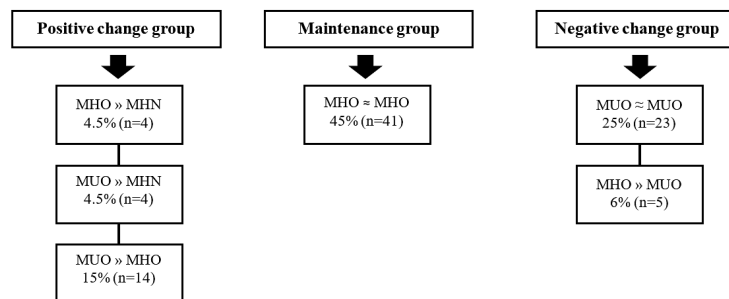 Positive change group
MHO » MHN
4.5% (n=4)
MUO » MHN
4.5% (n=4)
MUO » MHO
15% (n=14)
Maintenance group
MHO ≈ MHO
45% (n=41)
Negative change group
MUO ≈ MUO
25% (n=23)
MHO » MUO
6% (n=5)